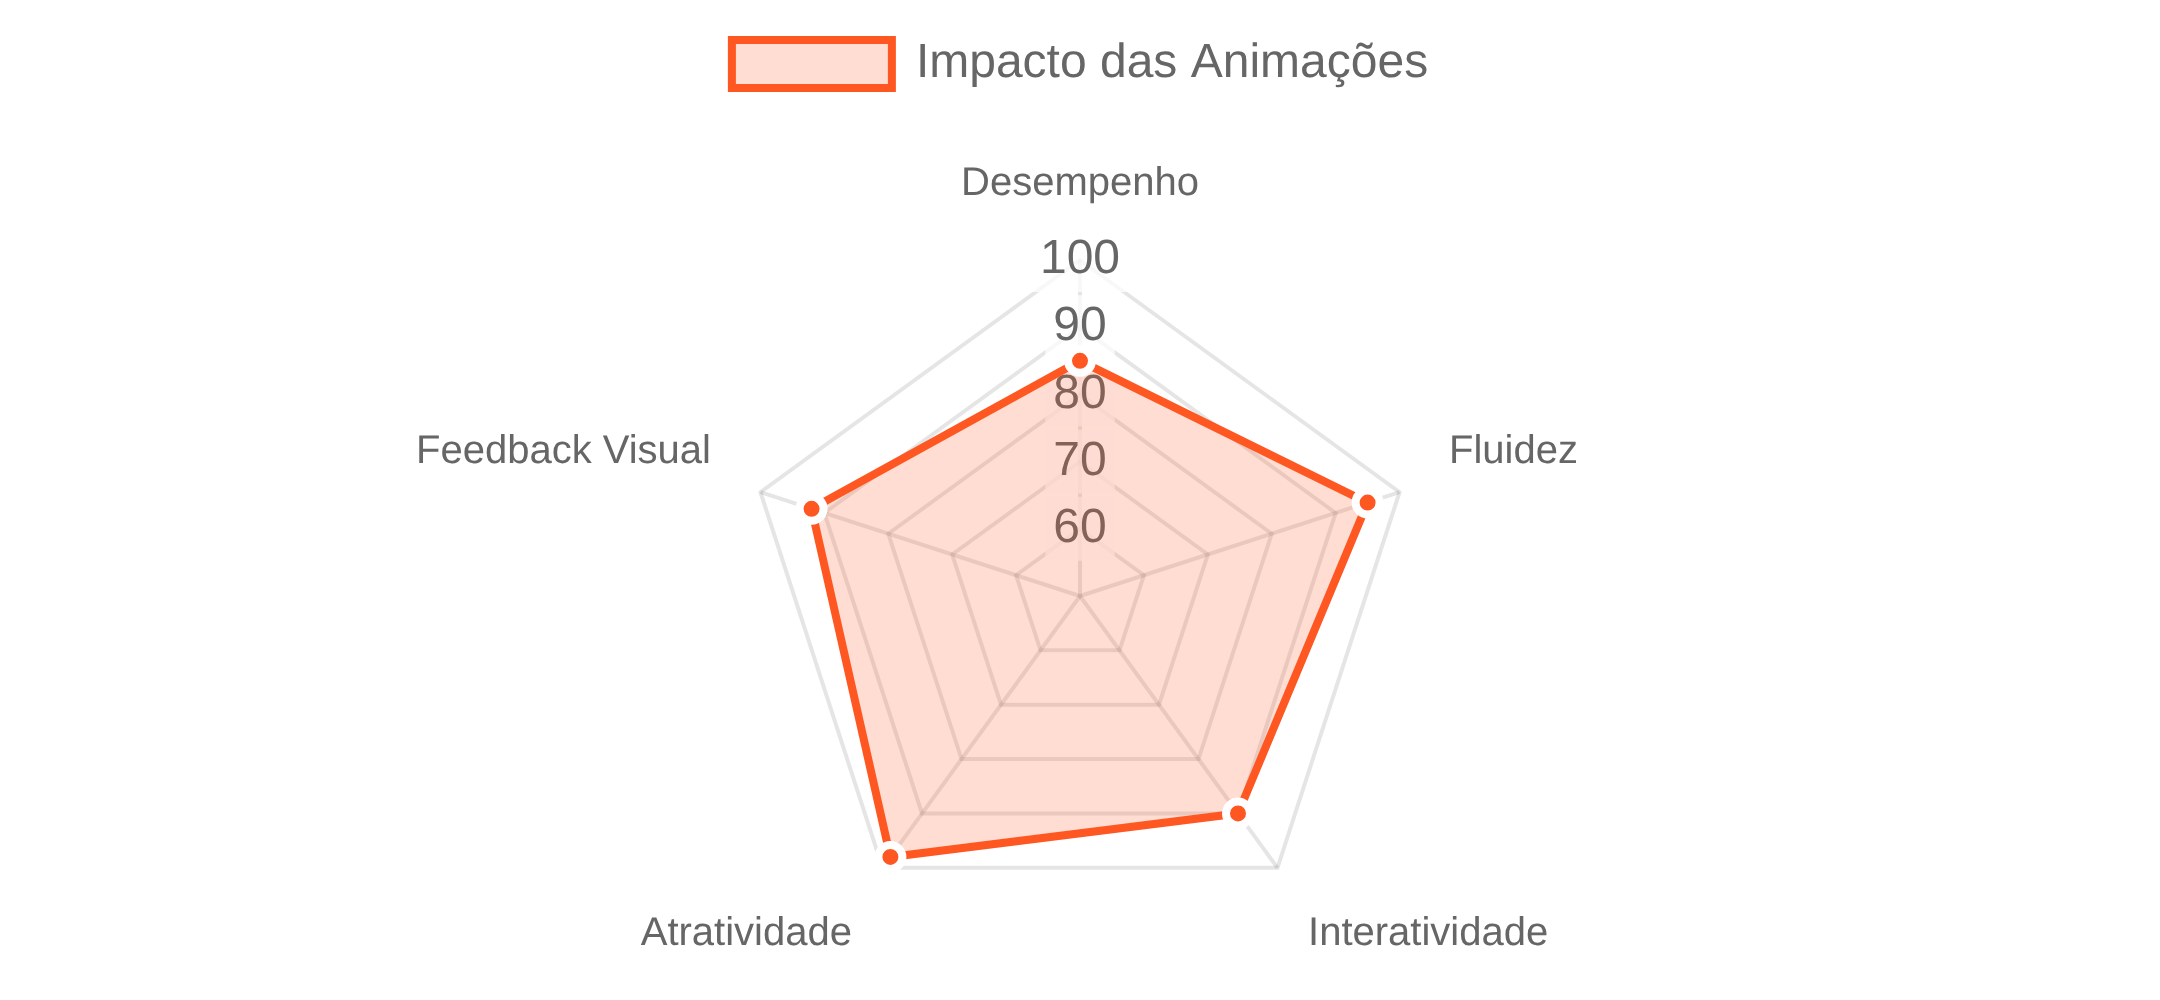 Impacto das Animações
Desempenho
100
90
80
70
60
Feedback Visual
Fluidez
Atratividade
Interatividade